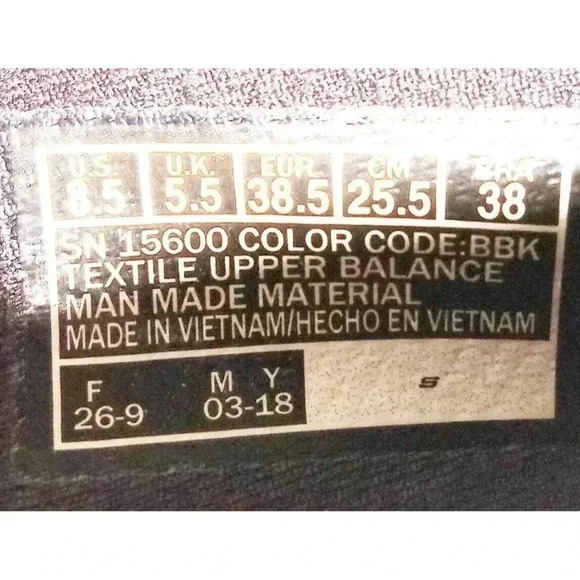 U.S. U.K. EUR CM BRA
8.5 5.5 38.5 25.5 38
SN 15600 COLOR CODE:BBK
TEXTILE UPPER BALANCE
MAN MADE MATERIAL
MADE IN VIETNAM/HECHO EN VIETNAM
F M Y
26-9 03-18
S